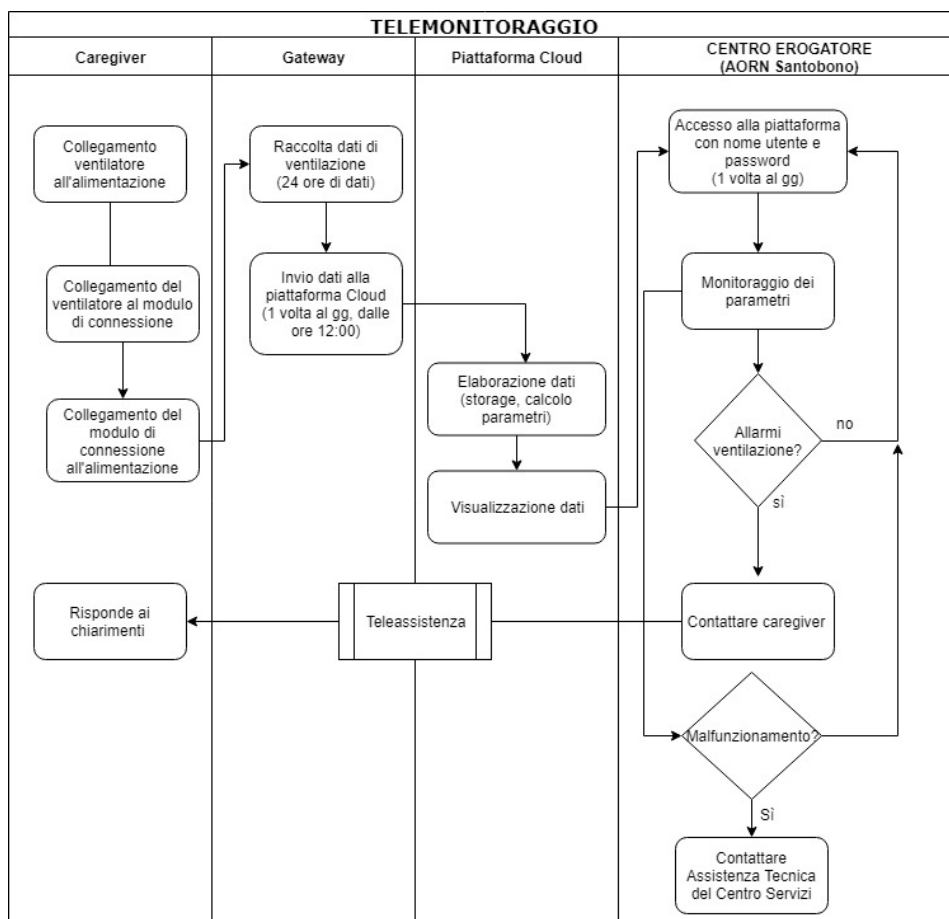 TELEMONITORAGGIO
Caregiver
Gateway
Piattaforma Cloud
CENTRO EROGATORE
(AORN Santobono)
Collegamento
ventilatore
all'alimentazione
Collegamento del
ventilatore al modulo
di connessione
Collegamento del
modulo di
connessione
all'alimentazione
Risponde ai
chiarimenti
Raccolta dati di
ventilazione
(24 ore di dati)
Invio dati alla
piattaforma Cloud
(1 volta al gg, dalle
ore 12:00)
Elaborazione dati
(storage, calcolo
parametri)
Visualizzazione dati
Teleassistenza
Accesso alla piattaforma
con nome utente e
password
(1 volta al gg)
Monitoraggio dei
parametri
Allarmi
ventilazione?
no
sì
Contattare caregiver
Malfunzionamento?
Sì
Contattare
Assistenza Tecnica
del Centro Servizi